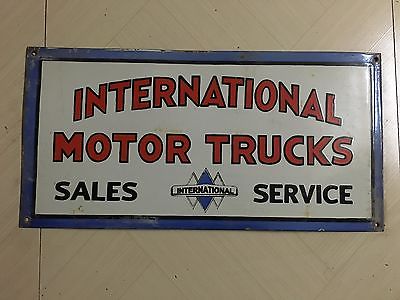 INTERNATIONAL
MOTOR TRUCKS
SALES INTERNATIONAL SERVICE